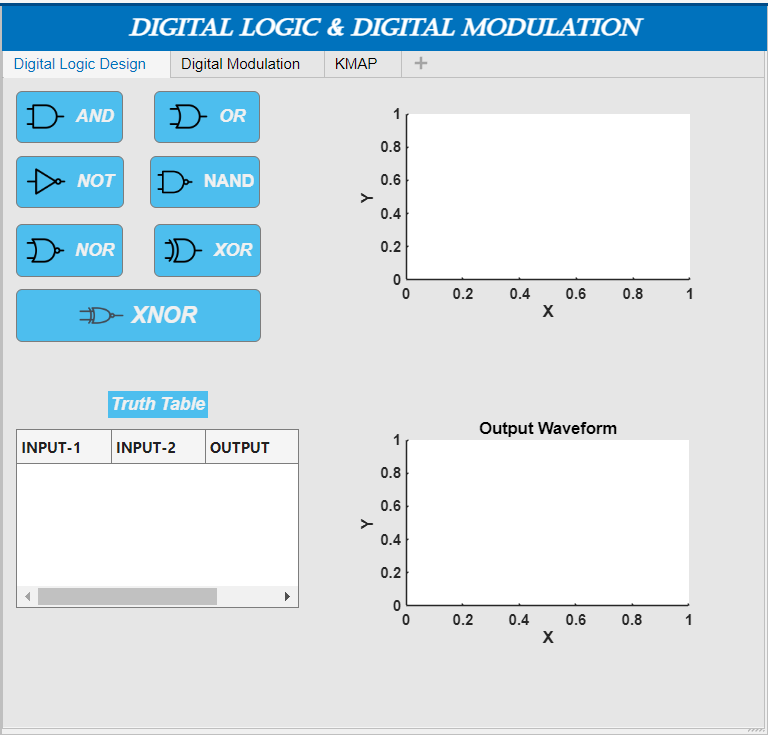 DIGITAL LOGIC & DIGITAL MODULATION
Digital Logic Design Digital Modulation KMAP +
AND OR
NOT NAND
NOR XOR
XNOR
1
0.8
0.6
Y
0.4
0.2
0
0 0.2 0.4 0.6 0.8 1
X
Truth Table
INPUT-1 INPUT-2 OUTPUT
Output Waveform
1
0.8
0.6
Y
0.4
0.2
0
0 0.2 0.4 0.6 0.8 1
X